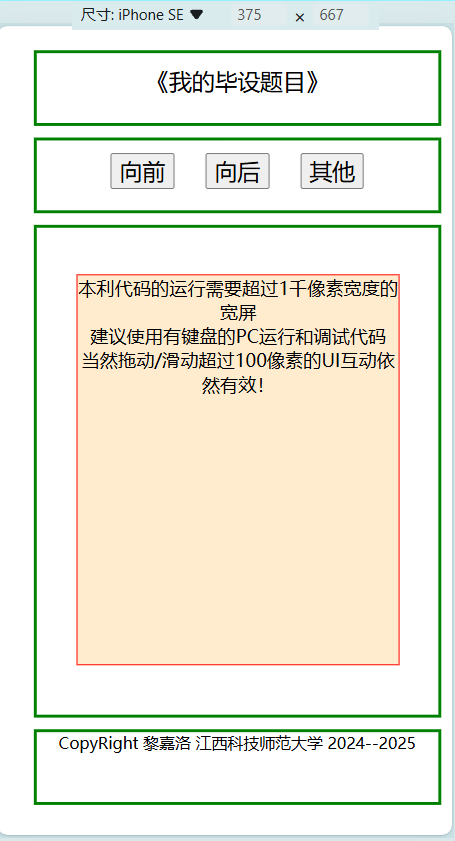 尺寸: iPhone SE ▼ 375 × 667
《我的毕设题目》
向前 向后 其他
本利代码的运行需要超过1千像素宽度的
宽屏
建议使用有键盘的PC运行和调试代码
当然拖动/滑动超过100像素的UI互动依
然有效！
CopyRight 黎嘉洛 江西科技师范大学 2024--2025